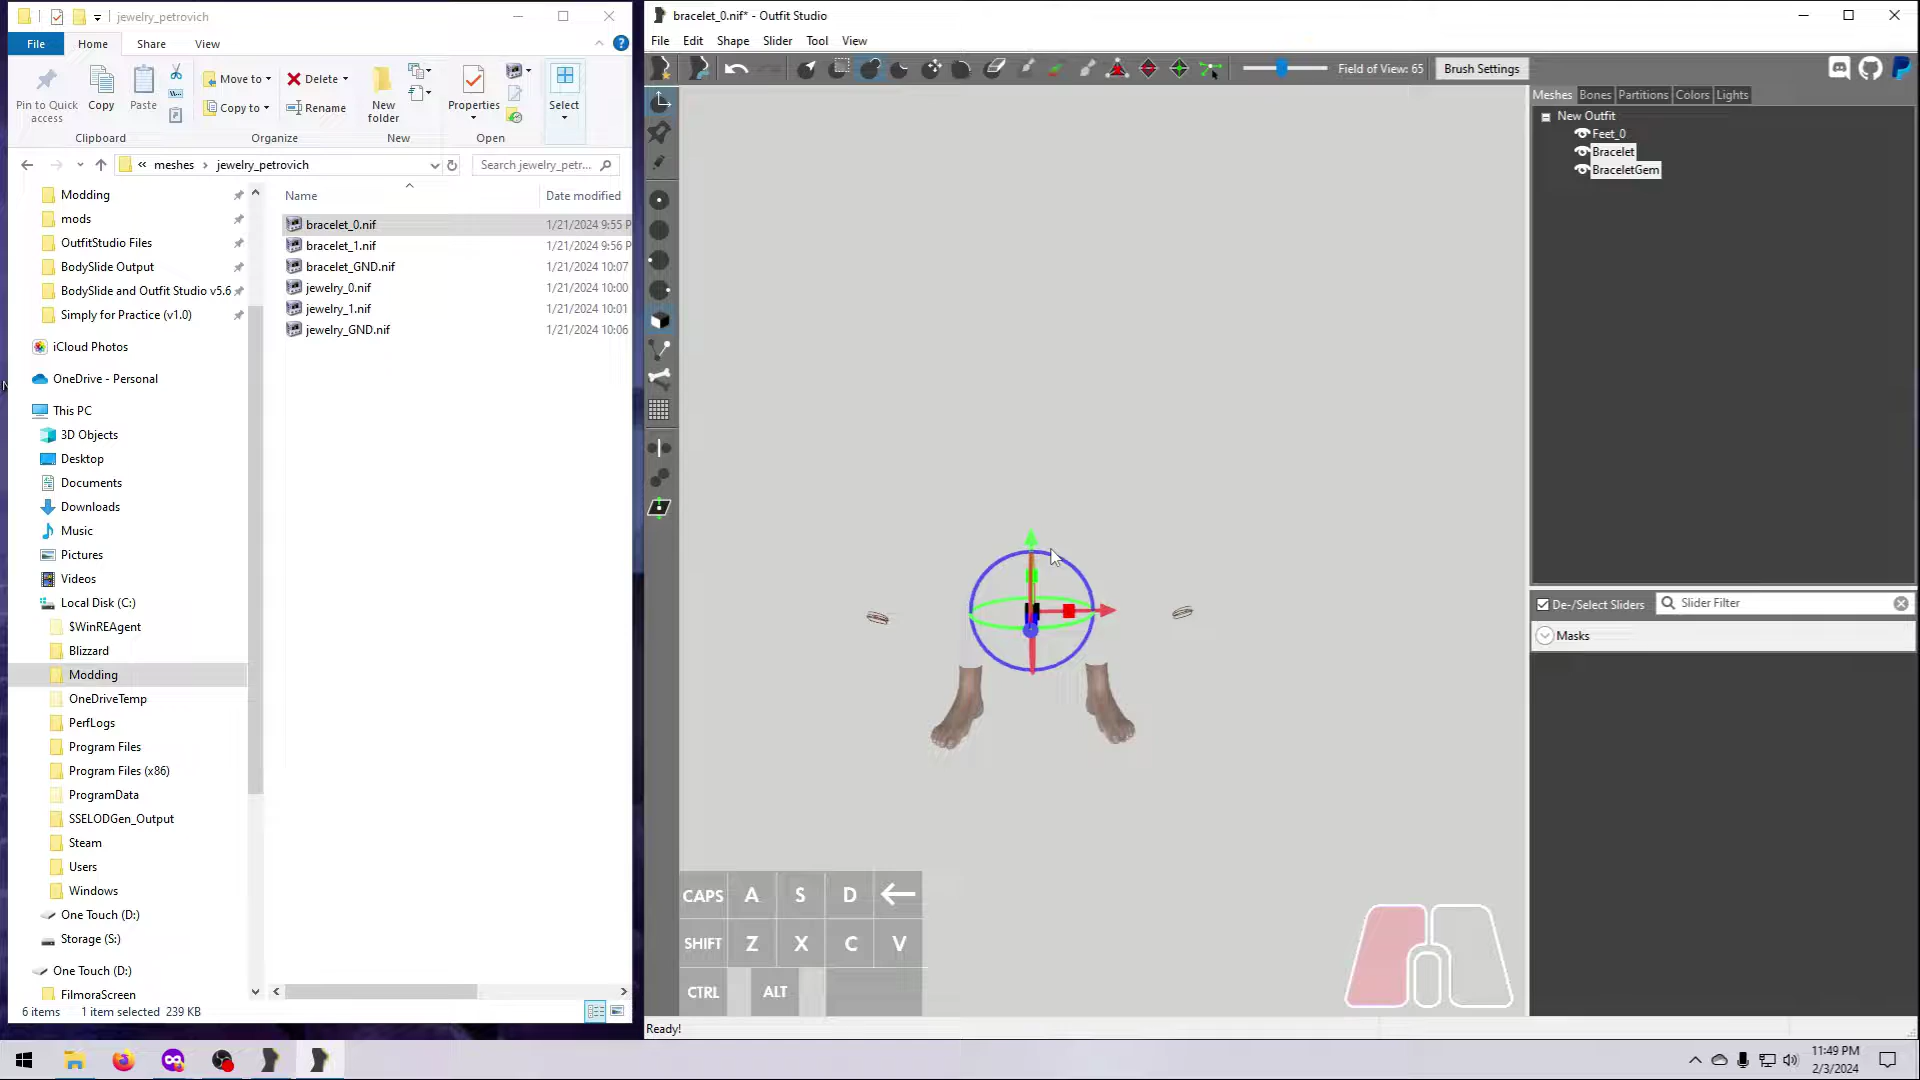 jewelry_petrovich
File
Home
Share
View
Pin to Quick access
Copy
Paste
Move to
Copy to
Delete
Rename
New folder
Properties
Select
Clipboard
Organize
New
Open
«
meshes
jewelry_petrovich
Search jewelry_petr...
Modding
mods
OutfitStudio Files
BodySlide Output
BodySlide and Outfit Studio v5.6
Simply for Practice (v1.0)
iCloud Photos
OneDrive - Personal
This PC
3D Objects
Desktop
Documents
Downloads
Music
Pictures
Videos
Local Disk (C:)
$WinREAgent
Blizzard
Modding
OneDriveTemp
PerfLogs
Program Files
Program Files (x86)
ProgramData
SSELODGen_Output
Steam
Users
Windows
One Touch (D:)
Storage (S:)
One Touch (D:)
FilmoraScreen
Name
Date modified
bracelet_0.nif 1/21/2024 9:55 P
bracelet_1.nif 1/21/2024 9:56 P
bracelet_GND.nif 1/21/2024 10:07
jewelry_0.nif 1/21/2024 10:00
jewelry_1.nif 1/21/2024 10:01
jewelry_GND.nif 1/21/2024 10:06
6 items 1 item selected 239 KB
bracelet_0.nif* - Outfit Studio
File Edit Shape Slider Tool View
Field of View: 65
Brush Settings
Meshes Bones Partitions Colors Lights
New Outfit
Feet_0
Bracelet
BraceletGem
De-/Select Sliders
Slider Filter
Masks
CAPS A S D
SHIFT Z X C V
CTRL ALT
Ready!
11:49 PM
2/3/2024